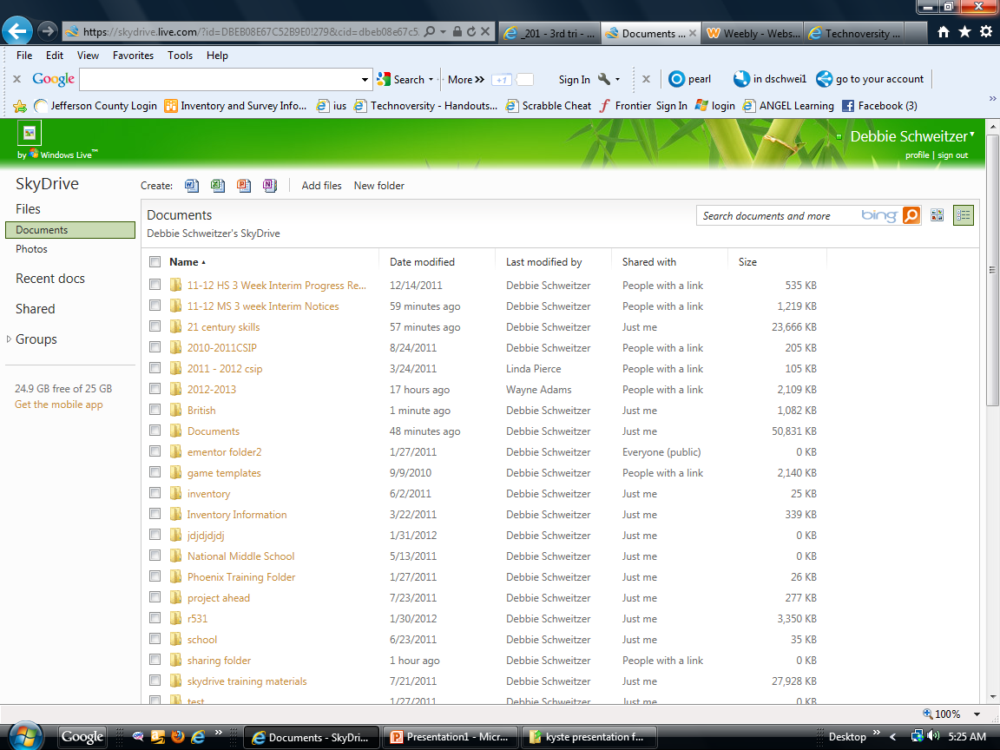 https://skydrive.live.com/?id=DBEB08E67C52B9E0!279&cid=dbeb08e67c5:
_201 - 3rd tri - ...
Documents ...
Weebly - Webs...
Technoversity ...
File Edit View Favorites Tools Help
Google Search More » +1 Sign In pearl in dschwei1 go to your account
Jefferson County Login Inventory and Survey Info... ius Technoversity - Handouts... Scrabble Cheat Frontier Sign In login ANGEL Learning Facebook (3)
Debbie Schweitzer
by Windows Live™
profile | sign out
SkyDrive
Files
Documents
Photos
Recent docs
Shared
Groups
24.9 GB free of 25 GB
Get the mobile app
Create: Add files New folder
Documents
Debbie Schweitzer's SkyDrive
Search documents and more bing
Name Date modified Last modified by Shared with Size
11-12 HS 3 Week Interim Progress Re... 12/14/2011 Debbie Schweitzer People with a link 535 KB
11-12 MS 3 week Interim Notices 59 minutes ago Debbie Schweitzer People with a link 1,219 KB
21 century skills 57 minutes ago Debbie Schweitzer Just me 23,666 KB
2010-2011CSIP 8/24/2011 Debbie Schweitzer People with a link 205 KB
2011 - 2012 csip 3/24/2011 Linda Pierce People with a link 105 KB
2012-2013 17 hours ago Wayne Adams People with a link 2,109 KB
British 1 minute ago Debbie Schweitzer Just me 1,082 KB
Documents 48 minutes ago Debbie Schweitzer Just me 50,831 KB
ementor folder2 1/27/2011 Debbie Schweitzer Everyone (public) 0 KB
game templates 9/9/2010 Debbie Schweitzer People with a link 2,140 KB
inventory 6/2/2011 Debbie Schweitzer Just me 25 KB
Inventory Information 3/22/2011 Debbie Schweitzer Just me 339 KB
jdjdjdjdj 1/31/2012 Debbie Schweitzer Just me 0 KB
National Middle School 5/13/2011 Debbie Schweitzer Just me 0 KB
Phoenix Training Folder 1/27/2011 Debbie Schweitzer Just me 26 KB
project ahead 7/23/2011 Debbie Schweitzer Just me 277 KB
r531 1/30/2012 Debbie Schweitzer Just me 3,350 KB
school 6/23/2011 Debbie Schweitzer Just me 35 KB
sharing folder 1 hour ago Debbie Schweitzer People with a link 0 KB
skydrive training materials 7/21/2011 Debbie Schweitzer Just me 27,928 KB
test 1/27/2011 Debbie Schweitzer Just me 0 KB
100%
Google Documents - SkyDri... Presentation1 - Micr... kyste presentation f... Desktop 5:25 AM